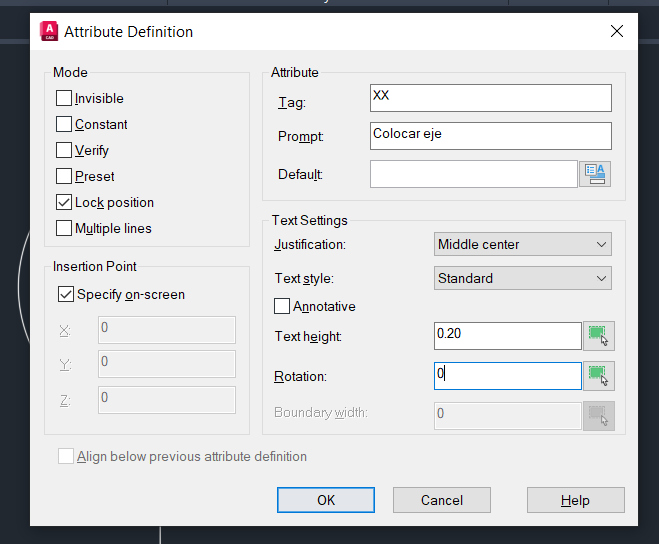 A
CAD
Attribute Definition
Mode
Invisible
Constant
Verify
Preset
Lock position
Multiple lines
Insertion Point
Specify on-screen
X: 0
Y: 0
Z: 0
Attribute
Tag: XX
Prompt: Colocar eje
Default:
A
Text Settings
Justification: Middle center
Text style: Standard
Annotative
Text height: 0.20
Rotation: 0
Boundary width: 0
Align below previous attribute definition
OK Cancel Help